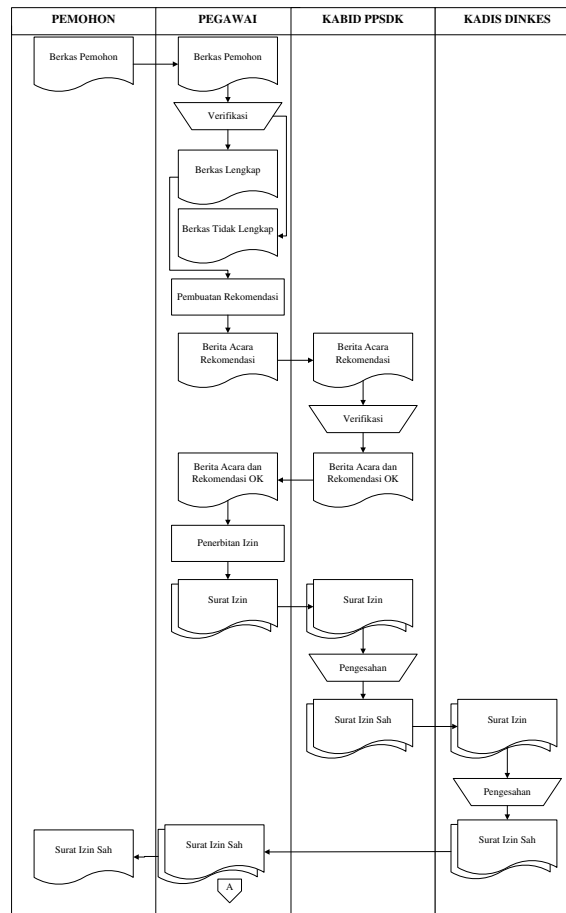 PEMOHON
PEGAWAI
KABID PPSDK
KADIS DINKES
Berkas Pemohon
Berkas Pemohon
Verifikasi
Berkas Lengkap
Berkas Tidak Lengkap
Pembuatan Rekomendasi
Berita Acara
Rekomendasi
Berita Acara
Rekomendasi
Verifikasi
Berita Acara dan
Rekomendasi OK
Berita Acara dan
Rekomendasi OK
Penerbitan Izin
Surat Izin
Surat Izin
Pengesahan
Surat Izin Sah
Surat Izin
Pengesahan
Surat Izin Sah
Surat Izin Sah
Surat Izin Sah
A